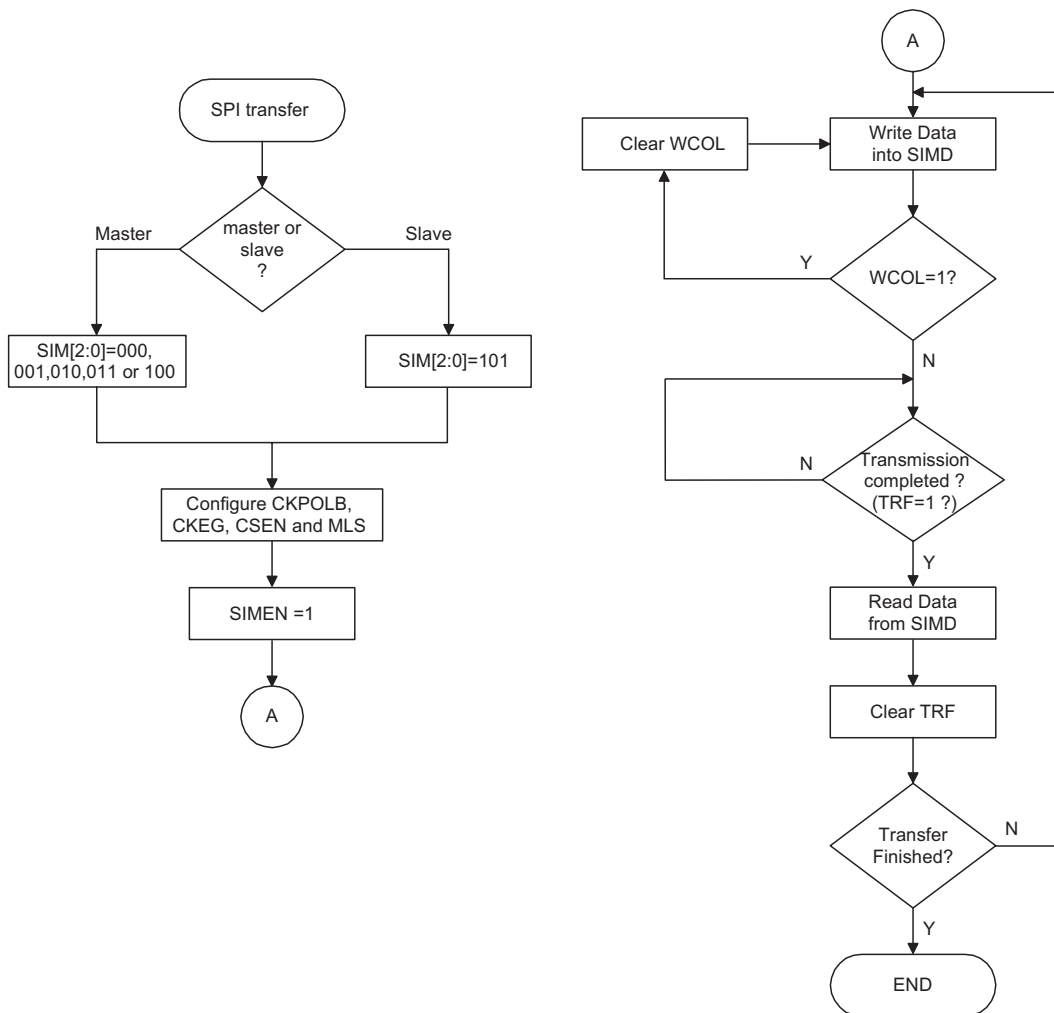 SPI transfer
master or
slave
?
Master
Slave
SIM[2:0]=000,
001,010,011 or 100
SIM[2:0]=101
Configure CKPOLB,
CKEG, CSEN and MLS
SIMEN =1
A
A
Write Data
into SIMD
Clear WCOL
WCOL=1?
Y
N
Transmission
completed ?
(TRF=1 ?)
N
Y
Read Data
from SIMD
Clear TRF
Transfer
Finished?
N
Y
END